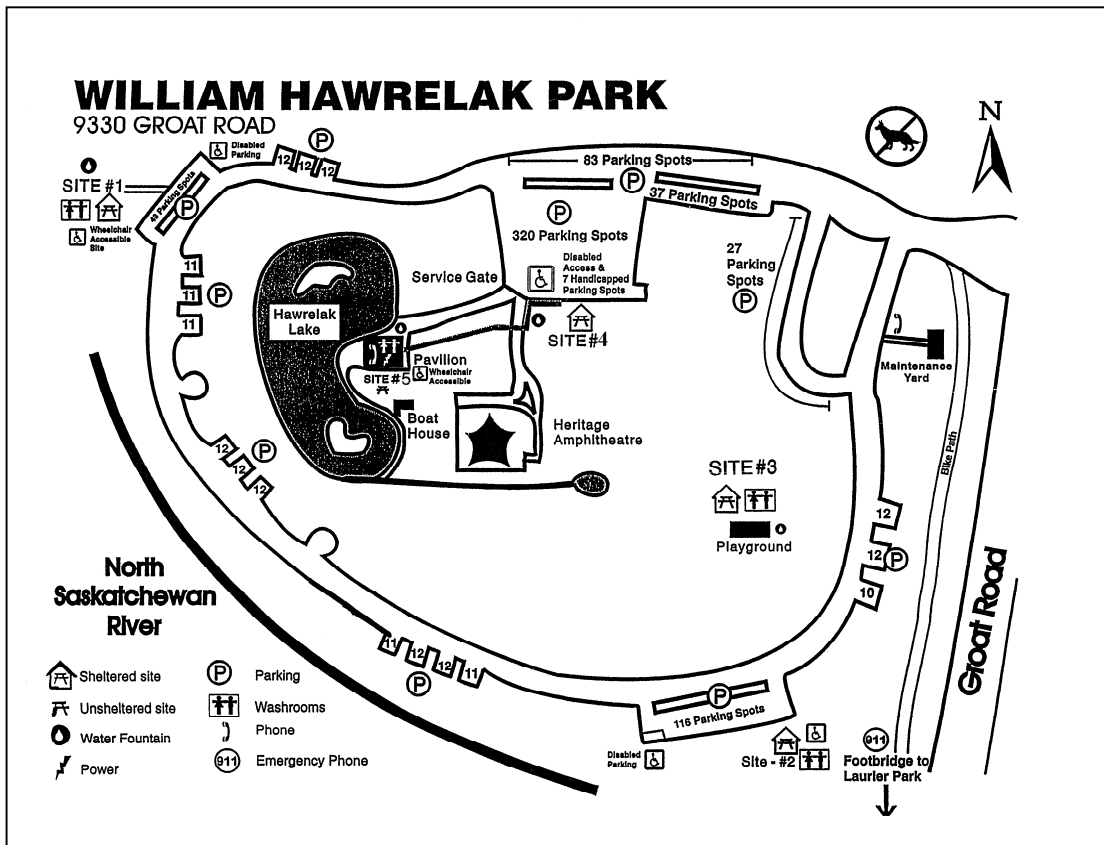 WILLIAM HAWRELAK PARK
9330 GROAT ROAD
N
Disabled
Parking
P
12
12
12
83 Parking Spots
P
37 Parking Spots
SITE #1
49 Parking Spots
P
Wheelchair
Accessible
Site
P
320 Parking Spots
Disabled
Access &
7 Handicapped
Parking Spots
27
Parking
Spots
P
11
11
11
P
Service Gate
Hawrelak
Lake
SITE #4
Pavilion
Wheelchair
Accessible
SITE #5
Boat
House
Heritage
Amphitheatre
Maintenance
Yard
Bike Path
12
12
12
P
SITE #3
Playground
12
12
10
P
Groat Road
North
Saskatchewan
River
11
12
12
11
P
P
116 Parking Spots
Disabled
Parking
Site - #2
911
Footbridge to
Laurier Park
Sheltered site
P
Parking
Unsheltered site
Washrooms
Water Fountain
Phone
Power
911
Emergency Phone